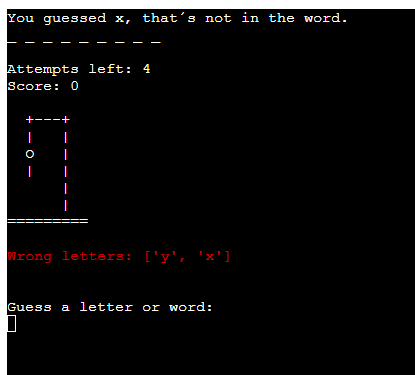 You guessed x, that´s not in the word.
_ _ _ _ _ _ _ _ _
Attempts left: 4
Score: 0
  +---+
  |   |
  O   |
  |   |
      |
      |
=========
Wrong letters: ['y', 'x']
Guess a letter or word: